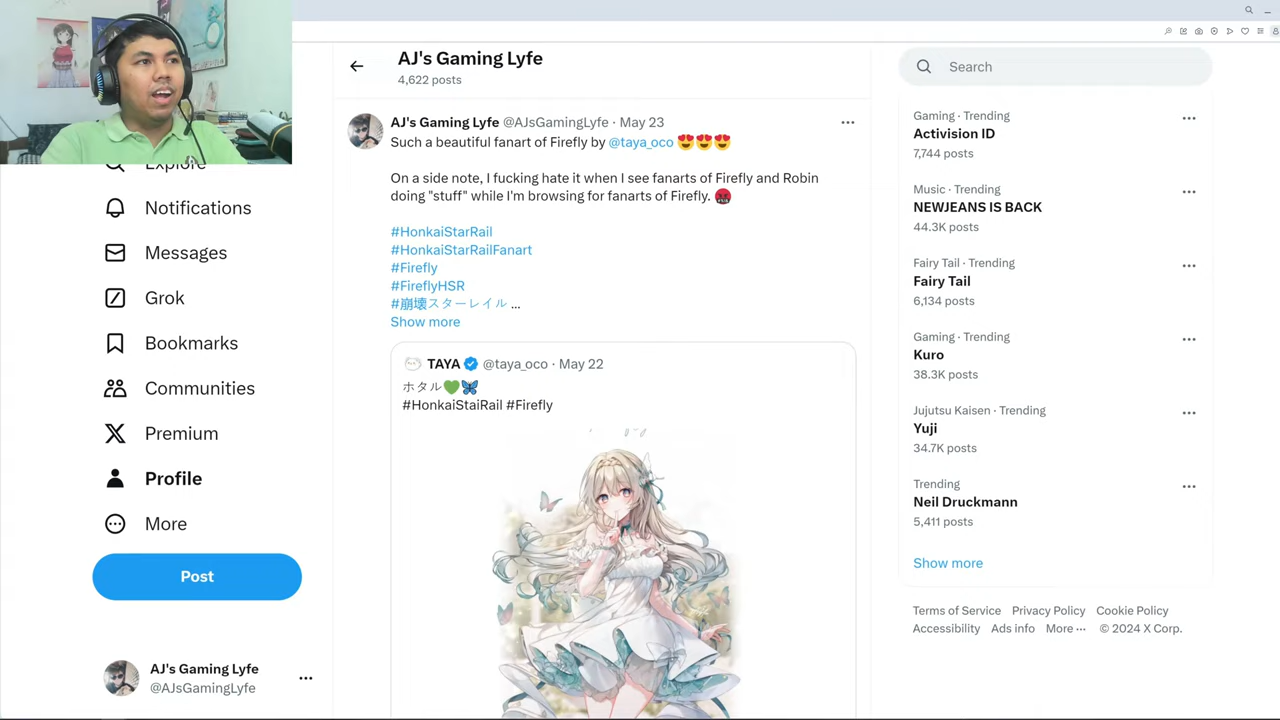 Explore
Notifications
Messages
Grok
Bookmarks
Communities
Premium
Profile
More
Post
AJ's Gaming Lyfe
@AJsGamingLyfe
AJ's Gaming Lyfe
4,622 posts
AJ's Gaming Lyfe @AJsGamingLyfe · May 23
Such a beautiful fanart of Firefly by @taya_oco 😍😍😍
On a side note, I fucking hate it when I see fanarts of Firefly and Robin
doing "stuff" while I'm browsing for fanarts of Firefly. 🤬
#HonkaiStarRail
#HonkaiStarRailFanart
#Firefly
#FireflyHSR
#崩壊スターレイル ...
Show more
TAYA @taya_oco · May 22
ホタル💚🦋
#HonkaiStaiRail #Firefly
Search
Gaming · Trending
Activision ID
7,744 posts
Music · Trending
NEWJEANS IS BACK
44.3K posts
Fairy Tail · Trending
Fairy Tail
6,134 posts
Gaming · Trending
Kuro
38.3K posts
Jujutsu Kaisen · Trending
Yuji
34.7K posts
Trending
Neil Druckmann
5,411 posts
Show more
Terms of Service Privacy Policy Cookie Policy
Accessibility Ads info More ··· © 2024 X Corp.